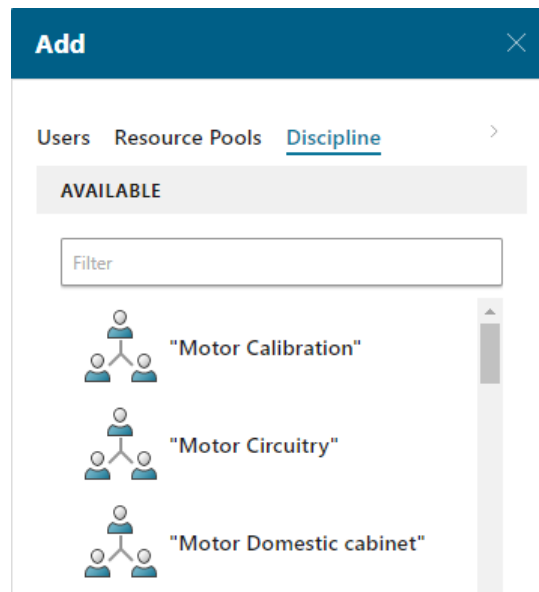 Add
Users Resource Pools Discipline
AVAILABLE
Filter
"Motor Calibration"
"Motor Circuitry"
"Motor Domestic cabinet"